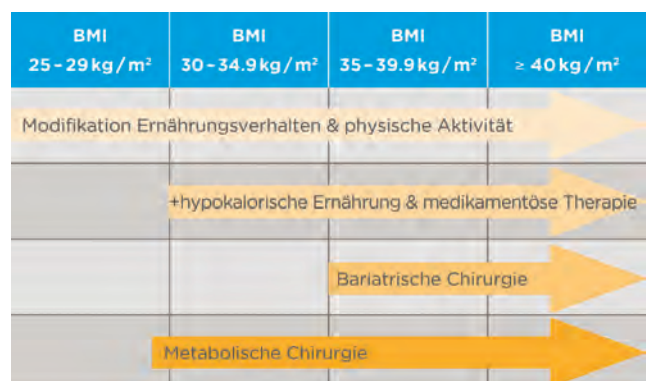 BMI
25–29 kg/m²
BMI
30–34.9 kg/m²
BMI
35–39.9 kg/m²
BMI
≥ 40 kg/m²
Modifikation Ernährungsverhalten & physische Aktivität
+hypokalorische Ernährung & medikamentöse Therapie
Bariatrische Chirurgie
Metabolische Chirurgie